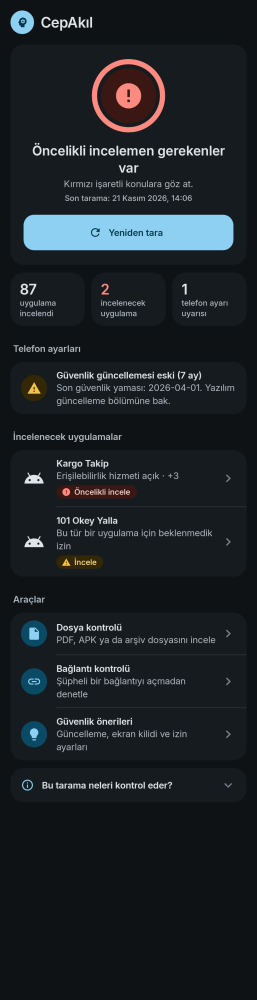 CepAkıl
Öncelikli incelemen gerekenler
var
Kırmızı işaretli konulara göz at.
Son tarama: 21 Kasım 2026, 14:06
Yeniden tara
87
uygulama
incelendi
2
incelenecek
uygulama
1
telefon ayarı
uyarısı
Telefon ayarları
Güvenlik güncellemesi eski (7 ay)
Son güvenlik yaması: 2026-04-01. Yazılım
güncelleme bölümüne bak.
İncelenecek uygulamalar
Kargo Takip
Erişilebilirlik hizmeti açık · +3
Öncelikli incele
101 Okey Yalla
Bu tür bir uygulama için beklenmedik
izin
İncele
Araçlar
Dosya kontrolü
PDF, APK ya da arşiv dosyasını incele
Bağlantı kontrolü
Şüpheli bir bağlantıyı açmadan
denetle
Güvenlik önerileri
Güncelleme, ekran kilidi ve izin
ayarları
Bu tarama neleri kontrol eder?